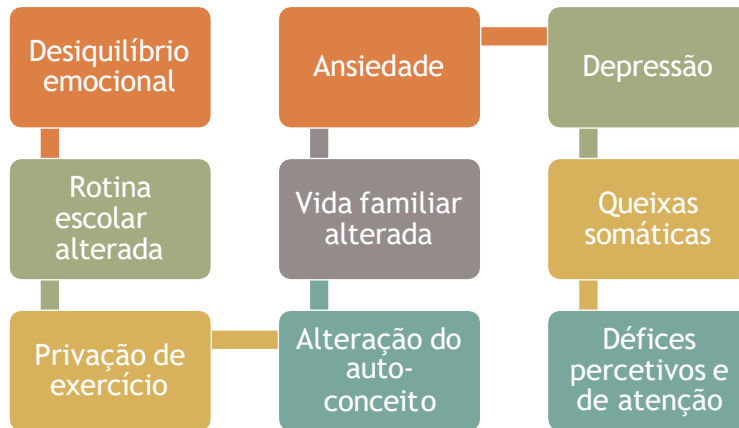 Desiquilíbrio
emocional
Rotina
escolar
alterada
Privação de
exercício
Alteração do
auto-
conceito
Vida familiar
alterada
Ansiedade
Depressão
Queixas
somáticas
Défices
percetivos e
de atenção